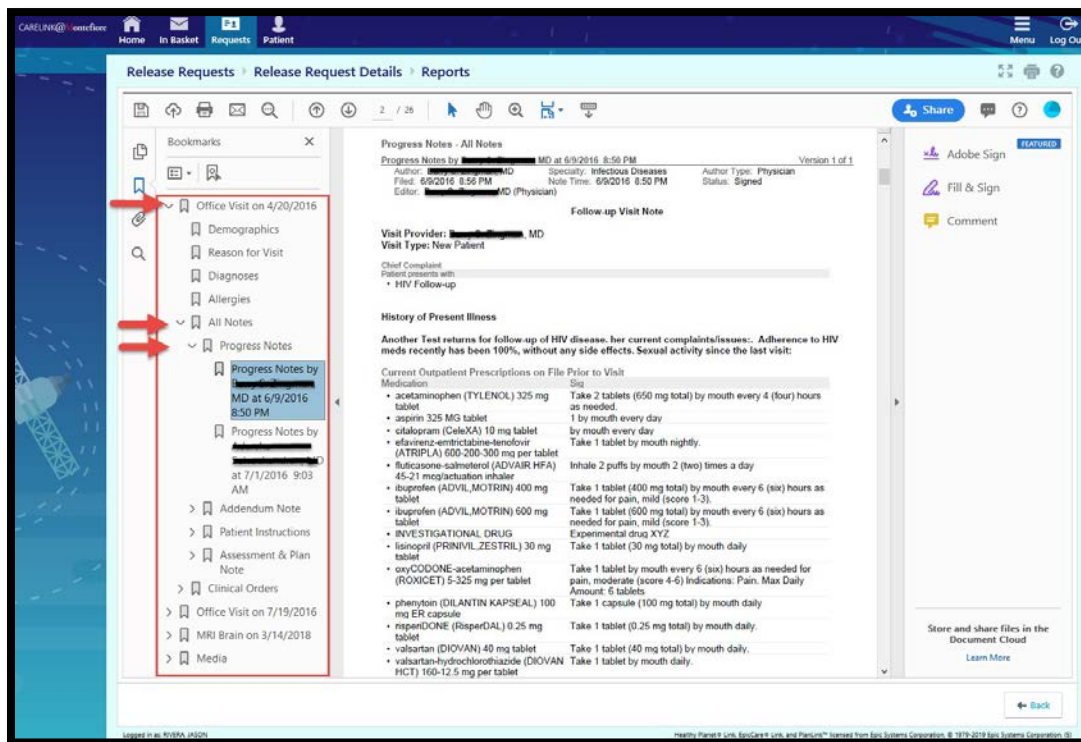 CARELINK@Montefiore
Home
In Basket
Requests
Patient
Menu
Log Ou
Release Requests
Release Request Details
Reports
2 / 26
Share
Bookmarks
Office Visit on 4/20/2016
Demographics
Reason for Visit
Diagnoses
Allergies
All Notes
Progress Notes
Progress Notes by
MD at 6/9/2016
8:50 PM
Progress Notes by
at 7/1/2016 9:03
AM
Addendum Note
Patient Instructions
Assessment & Plan
Note
Clinical Orders
Office Visit on 7/19/2016
MRI Brain on 3/14/2018
Media
Progress Notes - All Notes
Progress Notes by MD at 6/9/2016 8:50 PM Version 1 of 1
Author: MD Specialty: Infectious Diseases Author Type: Physician
Filed: 6/9/2016 8:56 PM Note Time: 6/9/2016 8:50 PM Status: Signed
Editor: MD (Physician)
Follow-up Visit Note
Visit Provider: , MD
Visit Type: New Patient
Chief Complaint
Patient presents with
• HIV Follow-up
History of Present Illness
Another Test returns for follow-up of HIV disease. her current complaints/issues:. Adherence to HIV
meds recently has been 100%, without any side effects. Sexual activity since the last visit:
Current Outpatient Prescriptions on File Prior to Visit
Medication Sig
• acetaminophen (TYLENOL) 325 mg Take 2 tablets (650 mg total) by mouth every 4 (four) hours
tablet as needed.
• aspirin 325 MG tablet 1 by mouth every day
• citalopram (CeleXA) 10 mg tablet by mouth every day
• efavirenz-emtricitabine-tenofovir Take 1 tablet by mouth nightly.
(ATRIPLA) 600-200-300 mg per tablet
• fluticasone-salmeterol (ADVAIR HFA) Inhale 2 puffs by mouth 2 (two) times a day
45-21 mcg/actuation inhaler
• ibuprofen (ADVIL,MOTRIN) 400 mg Take 1 tablet (400 mg total) by mouth every 6 (six) hours as
tablet needed for pain, mild (score 1-3).
• ibuprofen (ADVIL,MOTRIN) 600 mg Take 1 tablet (600 mg total) by mouth every 6 (six) hours as
tablet needed for pain, mild (score 1-3).
• INVESTIGATIONAL DRUG Experimental drug XYZ
• lisinopril (PRINIVIL,ZESTRIL) 30 mg Take 1 tablet (30 mg total) by mouth daily
tablet
• oxyCODONE-acetaminophen Take 1 tablet by mouth every 6 (six) hours as needed for
(ROXICET) 5-325 mg per tablet pain, moderate (score 4-6) Indications: Pain. Max Daily
Amount: 6 tablets
• phenytoin (DILANTIN KAPSEAL) 100 Take 1 capsule (100 mg total) by mouth daily
mg ER capsule
• risperiDONE (RisperDAL) 0.25 mg Take 1 tablet (0.25 mg total) by mouth daily.
tablet
• valsartan (DIOVAN) 40 mg tablet Take 1 tablet (40 mg total) by mouth daily
• valsartan-hydrochlorothiazide (DIOVAN Take 1 tablet by mouth daily.
HCT) 160-12.5 mg per tablet
FEATURED
Adobe Sign
Fill & Sign
Comment
Store and share files in the
Document Cloud
Learn More
Back
Logged in as: RIVERA, JASON
Healthy Planet® Link, EpicCare® Link, and PlanLink™ licensed from Epic Systems Corporation, © 1979-2019 Epic Systems Corporation. (5)